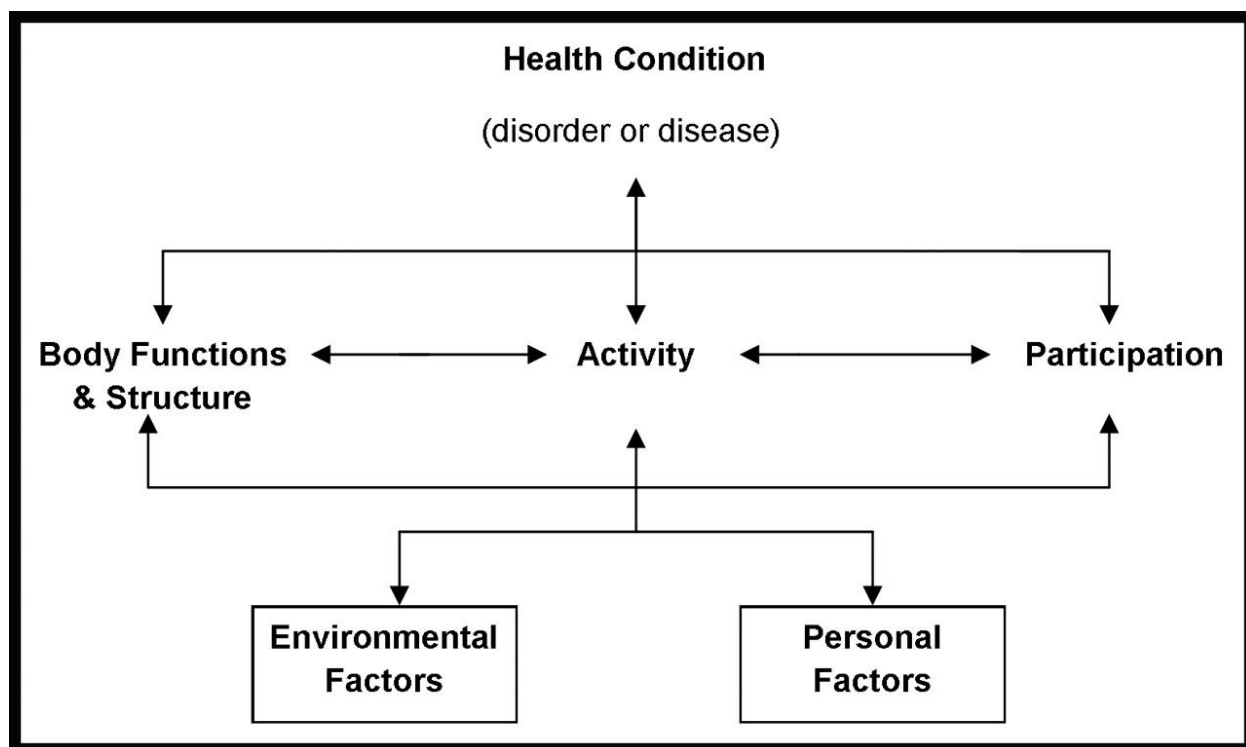 Health Condition
(disorder or disease)
Body Functions
& Structure
Activity
Participation
Environmental
Factors
Personal
Factors